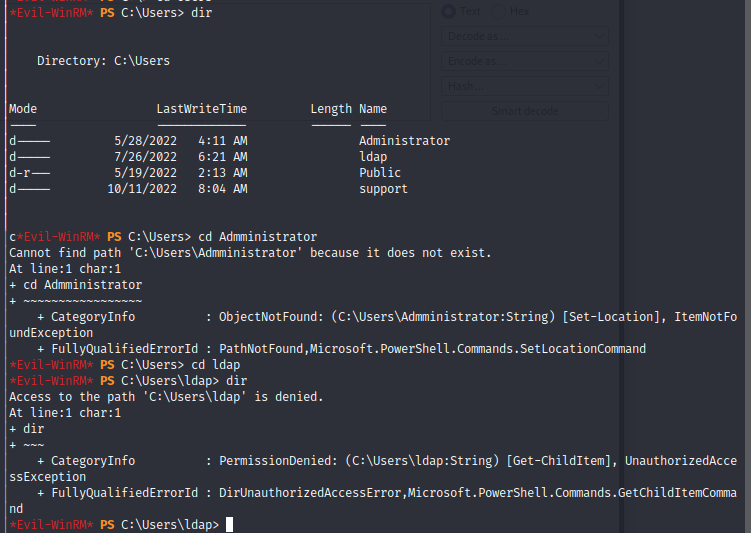 *Evil-WinRM* PS C:\Users> dir
Text Hex
Decode as ...
Directory: C:\Users
Encode as ...
Hash ...
Mode LastWriteTime Length Name
---- ------------- ------ ----
Smart decode
d----- 5/28/2022 4:11 AM Administrator
d----- 7/26/2022 6:21 AM ldap
d-r--- 5/19/2022 2:13 AM Public
d----- 10/11/2022 8:04 AM support
c*Evil-WinRM* PS C:\Users> cd Admministrator
Cannot find path 'C:\Users\Admministrator' because it does not exist.
At line:1 char:1
+ cd Admministrator
+ ~~~~~~~~~~~~~~~~~
+ CategoryInfo : ObjectNotFound: (C:\Users\Admministrator:String) [Set-Location], ItemNotFo
undException
+ FullyQualifiedErrorId : PathNotFound,Microsoft.PowerShell.Commands.SetLocationCommand
*Evil-WinRM* PS C:\Users> cd ldap
*Evil-WinRM* PS C:\Users\ldap> dir
Access to the path 'C:\Users\ldap' is denied.
At line:1 char:1
+ dir
+ ~~~
+ CategoryInfo : PermissionDenied: (C:\Users\ldap:String) [Get-ChildItem], UnauthorizedAcce
ssException
+ FullyQualifiedErrorId : DirUnauthorizedAccessError,Microsoft.PowerShell.Commands.GetChildItemComma
nd
*Evil-WinRM* PS C:\Users\ldap>